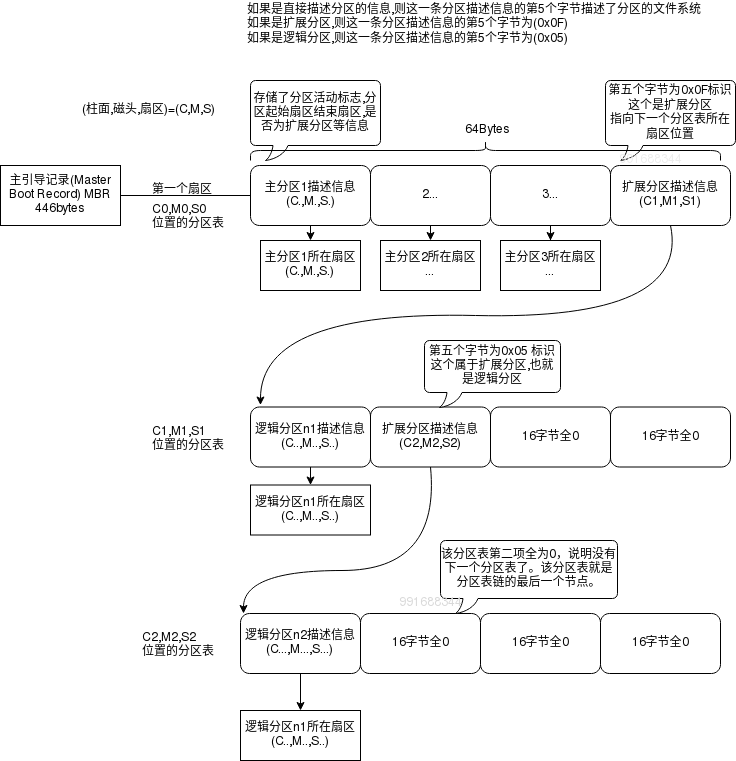 如果是直接描述分区的信息,则这一条分区描述信息的第5个字节描述了分区的文件系统
如果是扩展分区,则这一条分区描述信息的第5个字节为(0x0F)
如果是逻辑分区,则这一条分区描述信息的第5个字节为(0x05)
(柱面,磁头,扇区)=(C,M,S)
存储了分区活动标志,分
区起始扇区结束扇区,是
否为扩展分区等信息
64Bytes
第五个字节为0x0F标识
这个是扩展分区
指向下一个分区表所在
扇区位置
991688344
主引导记录(Master
Boot Record) MBR
446bytes
第一个扇区
C0,M0,S0
位置的分区表
主分区1描述信息
(C.,M.,S.)
2...
3...
扩展分区描述信息
(C1,M1,S1)
主分区1所在扇区
(C.,M.,S.)
主分区2所在扇区
...
主分区3所在扇区
...
第五个字节为0x05 标识
这个属于扩展分区,也就
是逻辑分区
C1,M1,S1
位置的分区表
逻辑分区n1描述信息
(C..,M..,S..)
扩展分区描述信息
(C2,M2,S2)
16字节全0
16字节全0
逻辑分区n1所在扇区
(C..,M..,S..)
该分区表第二项全为0，说明没有
下一个分区表了。该分区表就是
分区表链的最后一个节点。
991688344
C2,M2,S2
位置的分区表
逻辑分区n2描述信息
(C...,M...,S...)
16字节全0
16字节全0
16字节全0
逻辑分区n1所在扇区
(C..,M..,S..)